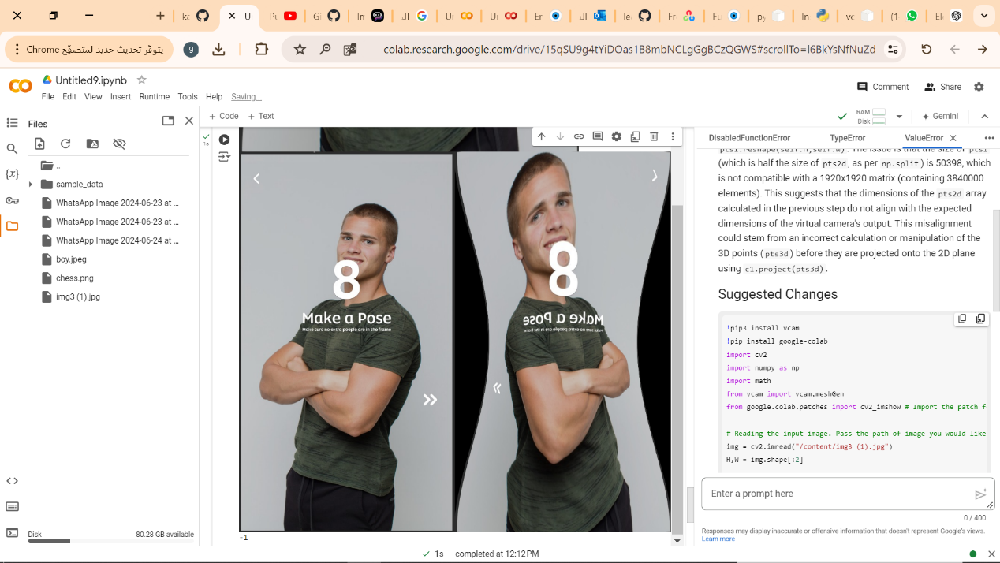 ka
Ur
Pu
Gi
In
JI
Ur
Ur
Er
JI
le
Fr
Fu
py
In
vc
(1
El
يتوفّر تحديث جديد لمتصفّح Chrome
g
colab.research.google.com/drive/15qSU9g4tYiDOas1B8mbNCLgGgBCzQGWS#scrollTo=l6BkYsNfNuZd
CO
Untitled9.ipynb
File Edit View Insert Runtime Tools Help Saving...
Comment
Share
Files
+ Code + Text
RAM
Disk
Gemini
..
sample_data
WhatsApp Image 2024-06-23 at ...
WhatsApp Image 2024-06-23 at ...
WhatsApp Image 2024-06-24 at ...
boy.jpeg
chess.png
img3 (1).jpg
Disk
80.28 GB available
1s
8
Make a Pose
Make sure no extra people are in the frame
8
Make a Pose
Make sure no extra people are in the frame
-1
DisabledFunctionError TypeError ValueError
pts1.reshape(self.H,self.W). The issue is that the size of pts1
(which is half the size of pts2d, as per np.split) is 50398, which
is not compatible with a 1920x1920 matrix (containing 3840000
elements). This suggests that the dimensions of the pts2d array
calculated in the previous step do not align with the expected
dimensions of the virtual camera's output. This misalignment
could stem from an incorrect calculation or manipulation of the
3D points (pts3d) before they are projected onto the 2D plane
using c1.project(pts3d).
Suggested Changes
!pip3 install vcam
!pip install google-colab
import cv2
import numpy as np
import math
from vcam import vcam,meshGen
from google.colab.patches import cv2_imshow # Import the patch f
# Reading the input image. Pass the path of image you would like
img = cv2.imread("/content/img3 (1).jpg")
H,W = img.shape[:2]
Enter a prompt here
0 / 400
Responses may display inaccurate or offensive information that doesn't represent Google's views.
Learn more
1s completed at 12:12 PM